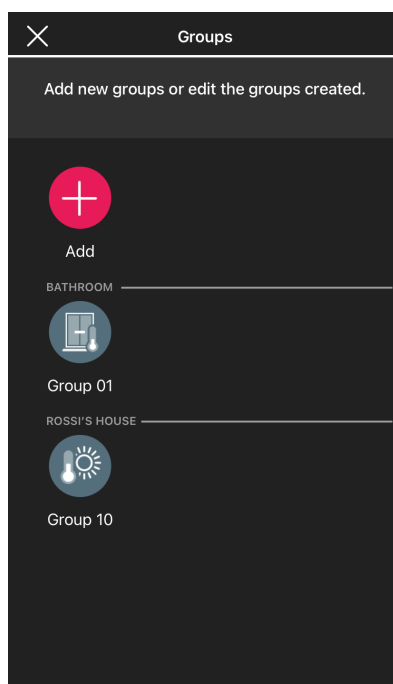 Groups
Add new groups or edit the groups created.
Add
BATHROOM
Group 01
ROSSI'S HOUSE
Group 10